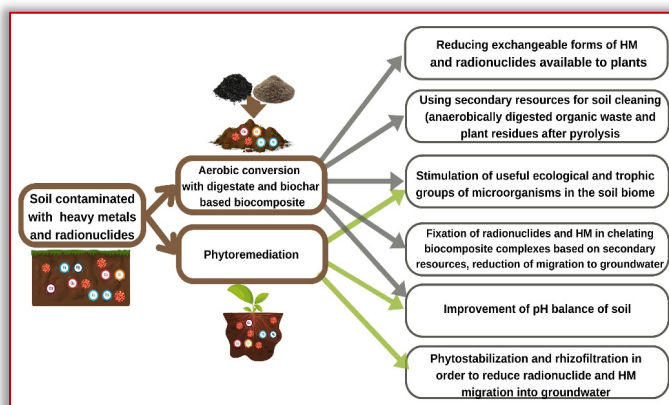 Soil contaminated
with heavy metals
and radionuclides
Aerobic conversion
with digestate and biochar
based biocomposite
Phytoremediation
Reducing exchangeable forms of HM
and radionuclides available to plants
Using secondary resources for soil cleaning
(anaerobically digested organic waste and
plant residues after pyrolysis
Stimulation of useful ecological and trophic
groups of microorganisms in the soil biome
Fixation of radionuclides and HM in chelating
biocomposite complexes based on secondary
resources, reduction of migration to groundwater
Improvement of pH balance of soil
Phytostabilization and rhizofiltration in
order to reduce radionuclide and HM
migration into groundwater